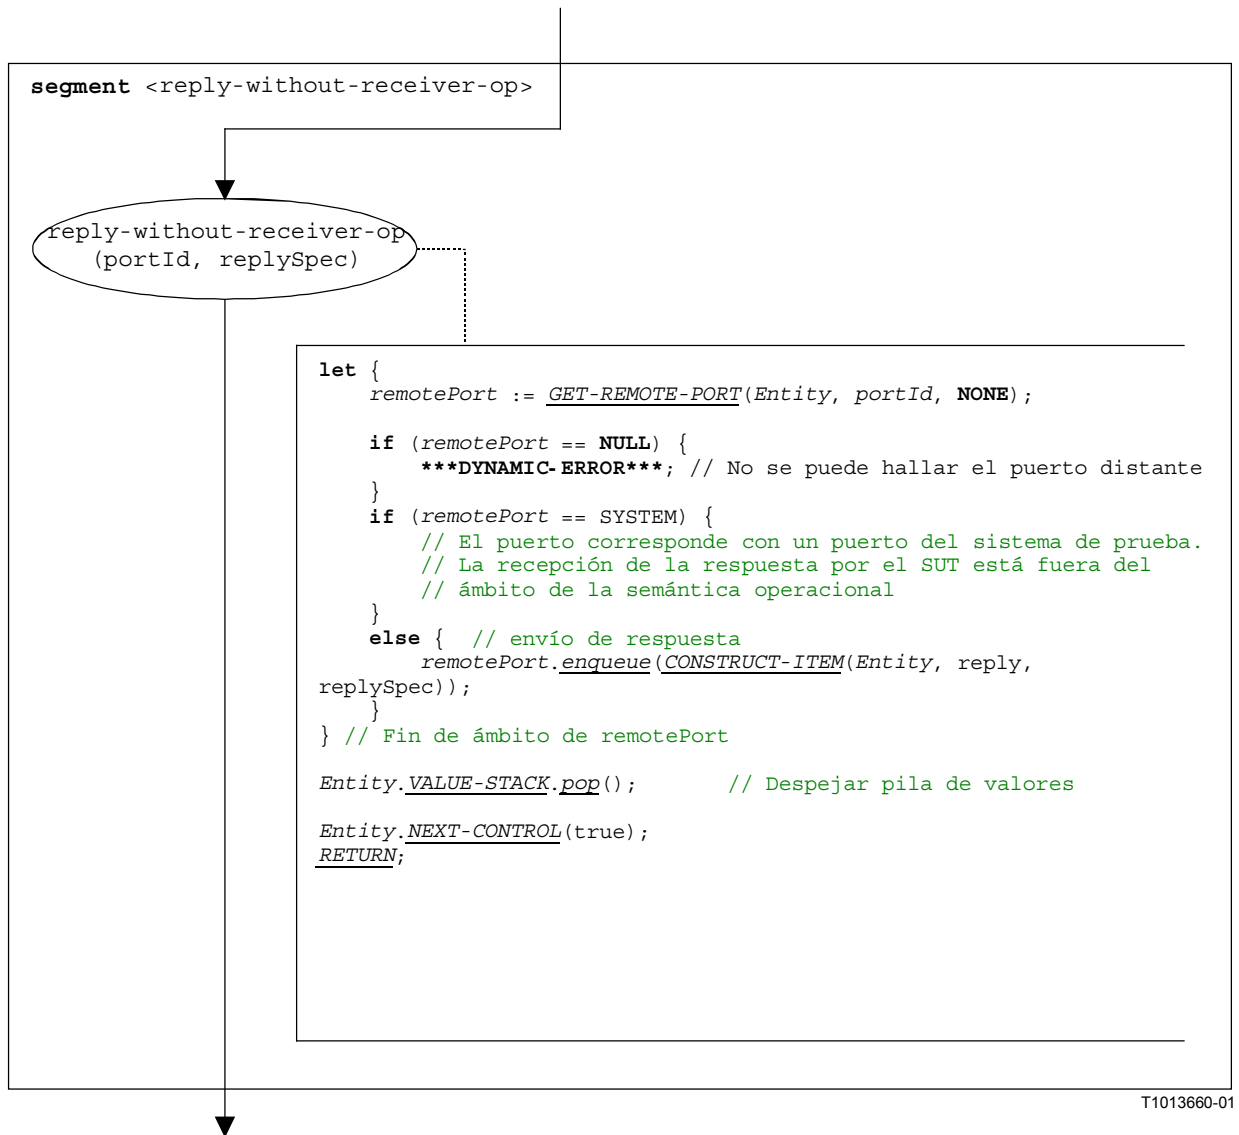 segment <reply-without-receiver-op>
reply-without-receiver-op
(portId, replySpec)
let {
remotePort := GET-REMOTE-PORT(Entity, portId, NONE);
if (remotePort == NULL) {
***DYNAMIC-ERROR***; // No se puede hallar el puerto distante
}
if (remotePort == SYSTEM) {
// El puerto corresponde con un puerto del sistema de prueba.
// La recepción de la respuesta por el SUT está fuera del
// ámbito de la semántica operacional
}
else { // envío de respuesta
remotePort.enqueue(CONSTRUCT-ITEM(Entity, reply,
replySpec));
}
} // Fin de ámbito de remotePort
Entity.VALUE-STACK.pop(); // Despejar pila de valores
Entity.NEXT-CONTROL(true);
RETURN;
T1013660-01